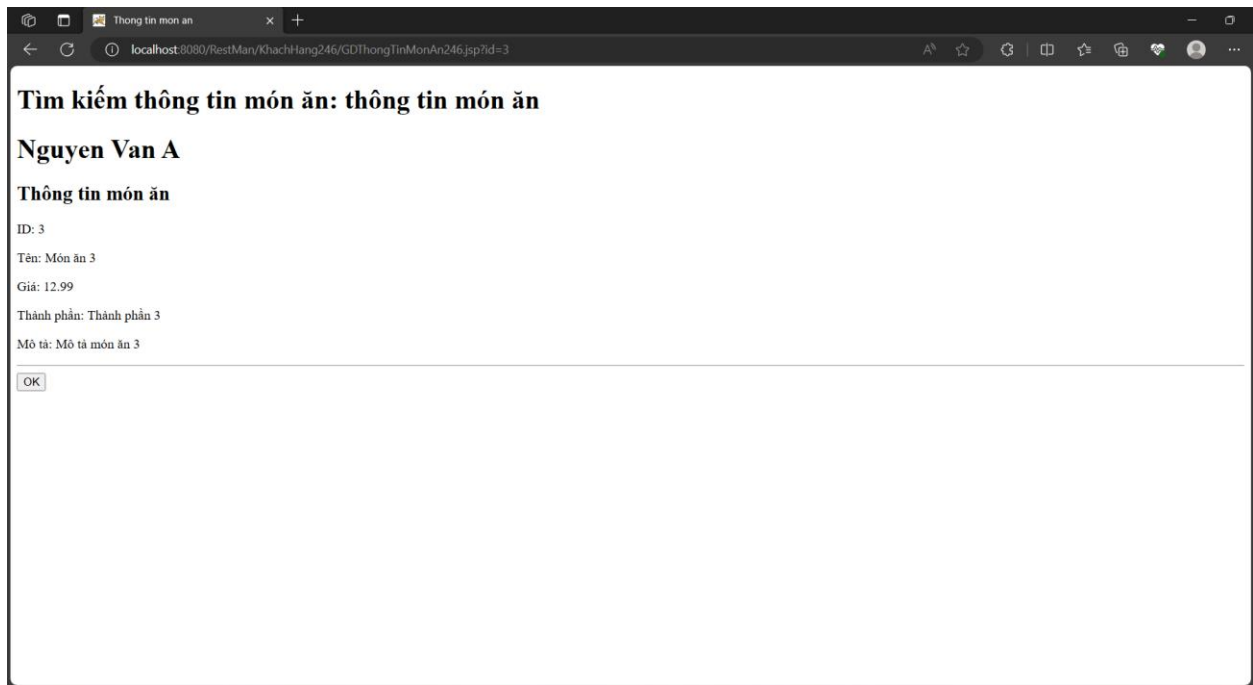 Thong tin mon an
localhost:8080/RestMan/KhachHang246/GDThongTinMonAn246.jsp?id=3
Tìm kiếm thông tin món ăn: thông tin món ăn
Nguyen Van A
Thông tin món ăn
ID: 3
Tên: Món ăn 3
Giá: 12.99
Thành phần: Thành phần 3
Mô tả: Mô tả món ăn 3
OK